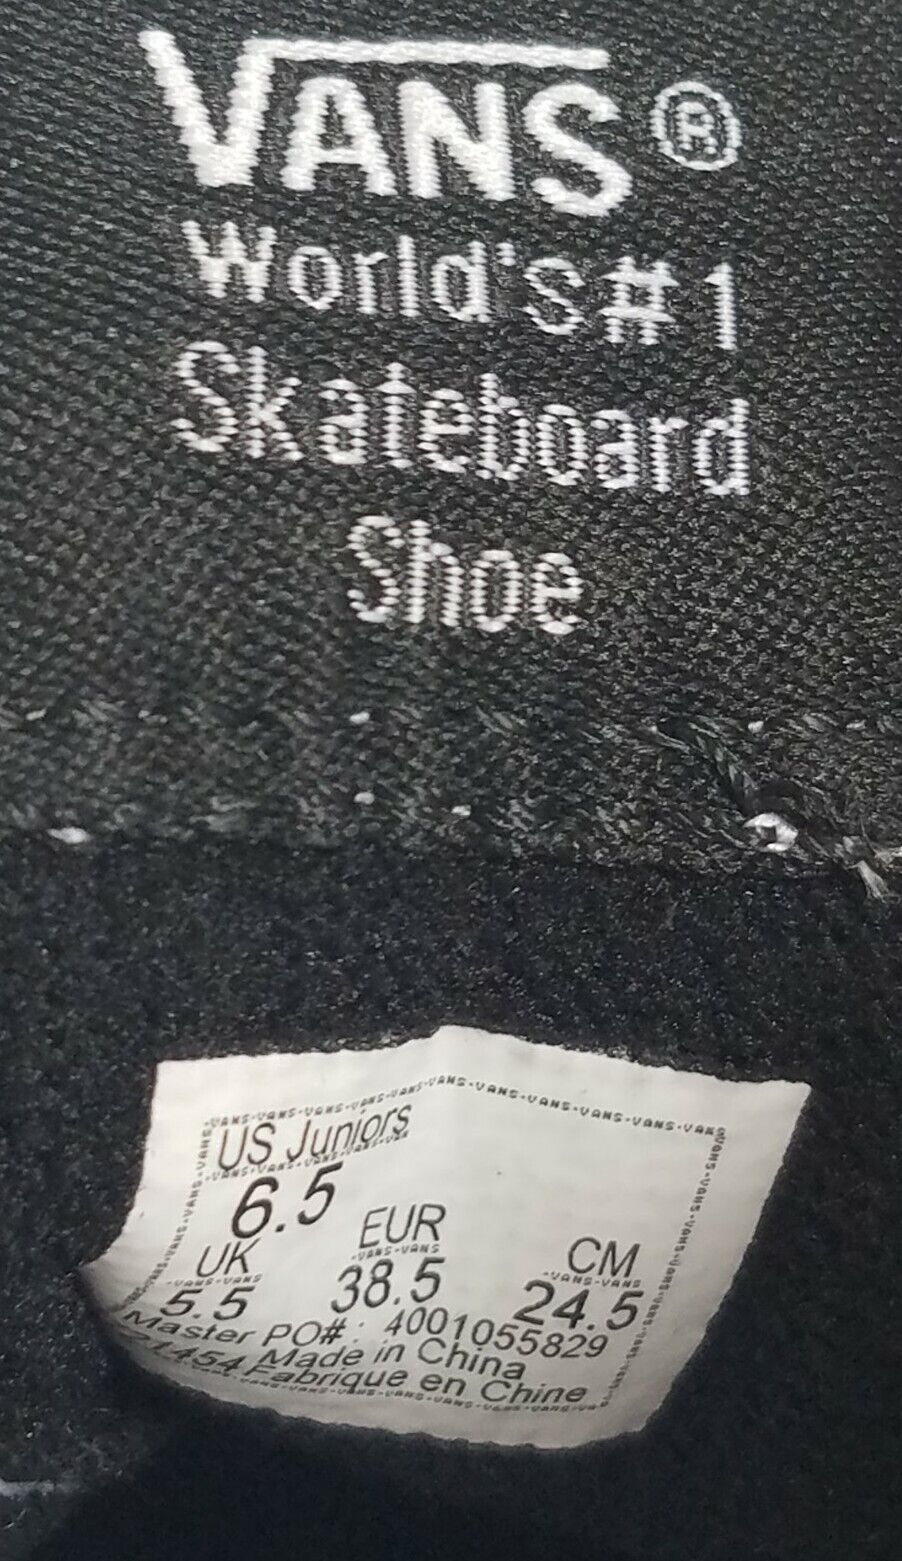 VANS®
World's #1
Skateboard
Shoe
US Juniors
6.5
UK EUR CM
5.5 38.5 24.5
Master PO#: 4001055829
Made in China
Fabriqué en Chine